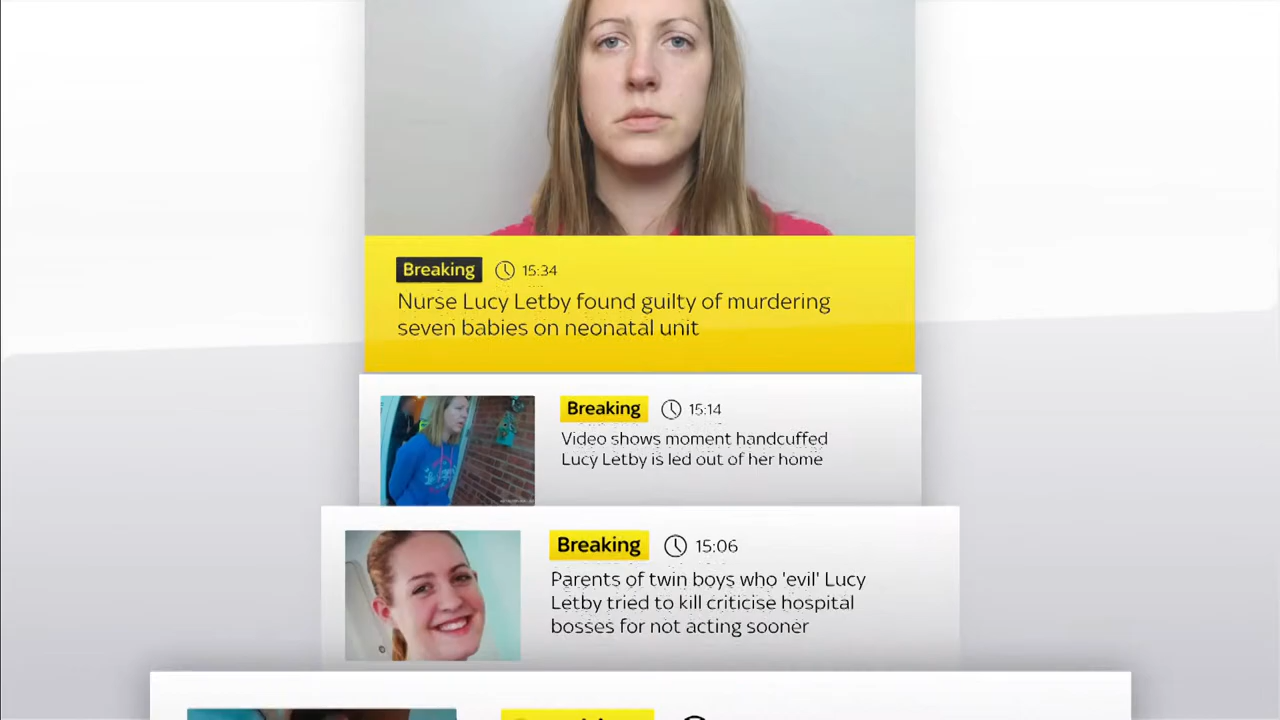 Breaking 15:34
Nurse Lucy Letby found guilty of murdering
seven babies on neonatal unit
Breaking 15:14
Video shows moment handcuffed
Lucy Letby is led out of her home
Breaking 15:06
Parents of twin boys who 'evil' Lucy
Letby tried to kill criticise hospital
bosses for not acting sooner